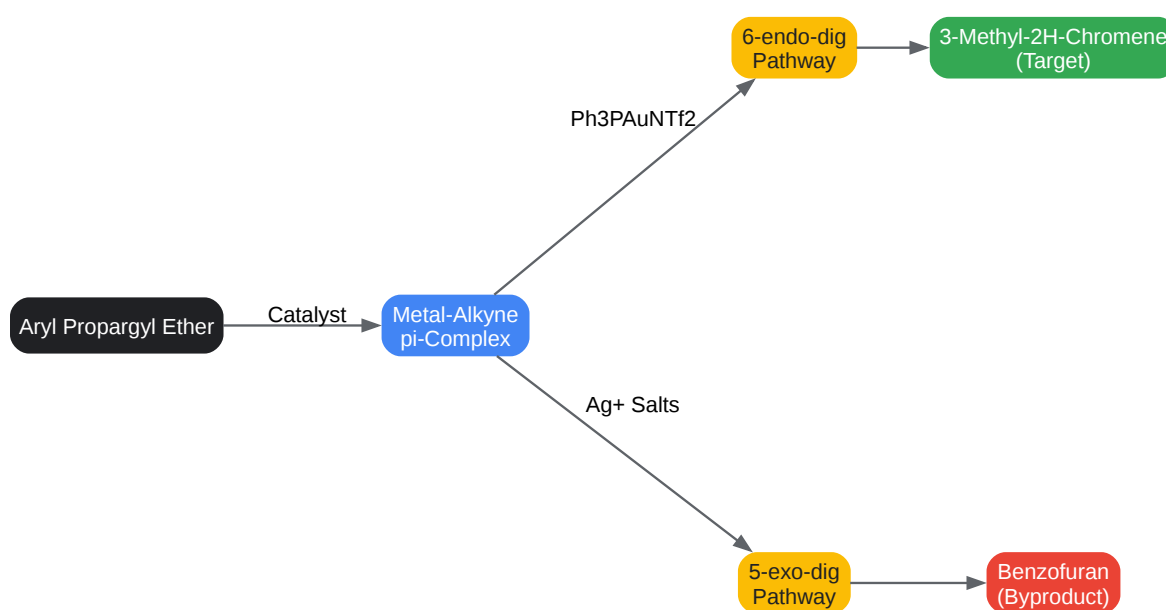 6-endo-dig
Pathway
3-Methyl-2H-Chromene
(Target)
Ph3PAuNTf2
Aryl Propargyl Ether
Catalyst
Metal-Alkyne
pi-Complex
Ag+ Salts
5-exo-dig
Pathway
Benzofuran
(Byproduct)